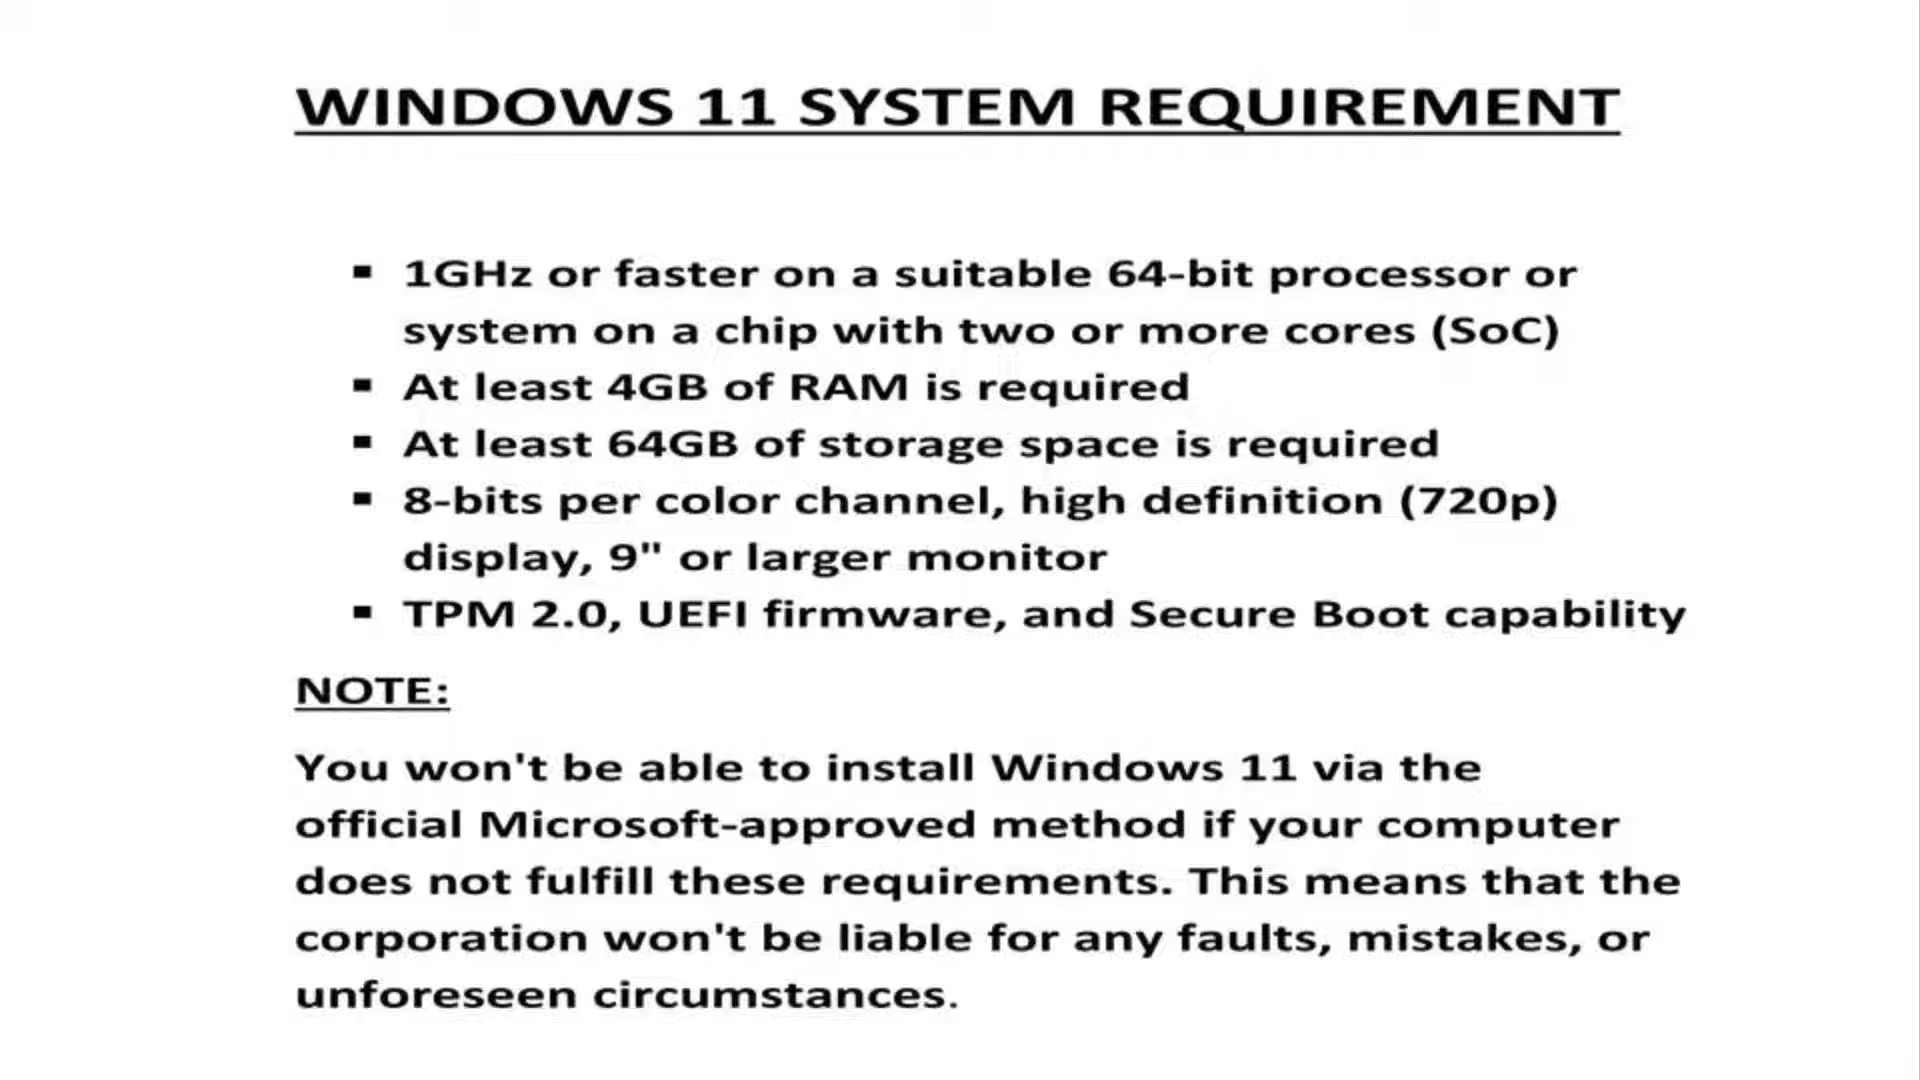 WINDOWS 11 SYSTEM REQUIREMENT
▪ 1GHz or faster on a suitable 64-bit processor or
system on a chip with two or more cores (SoC)
▪ At least 4GB of RAM is required
▪ At least 64GB of storage space is required
▪ 8-bits per color channel, high definition (720p)
display, 9" or larger monitor
▪ TPM 2.0, UEFI firmware, and Secure Boot capability
NOTE:
You won't be able to install Windows 11 via the
official Microsoft-approved method if your computer
does not fulfill these requirements. This means that the
corporation won't be liable for any faults, mistakes, or
unforeseen circumstances.